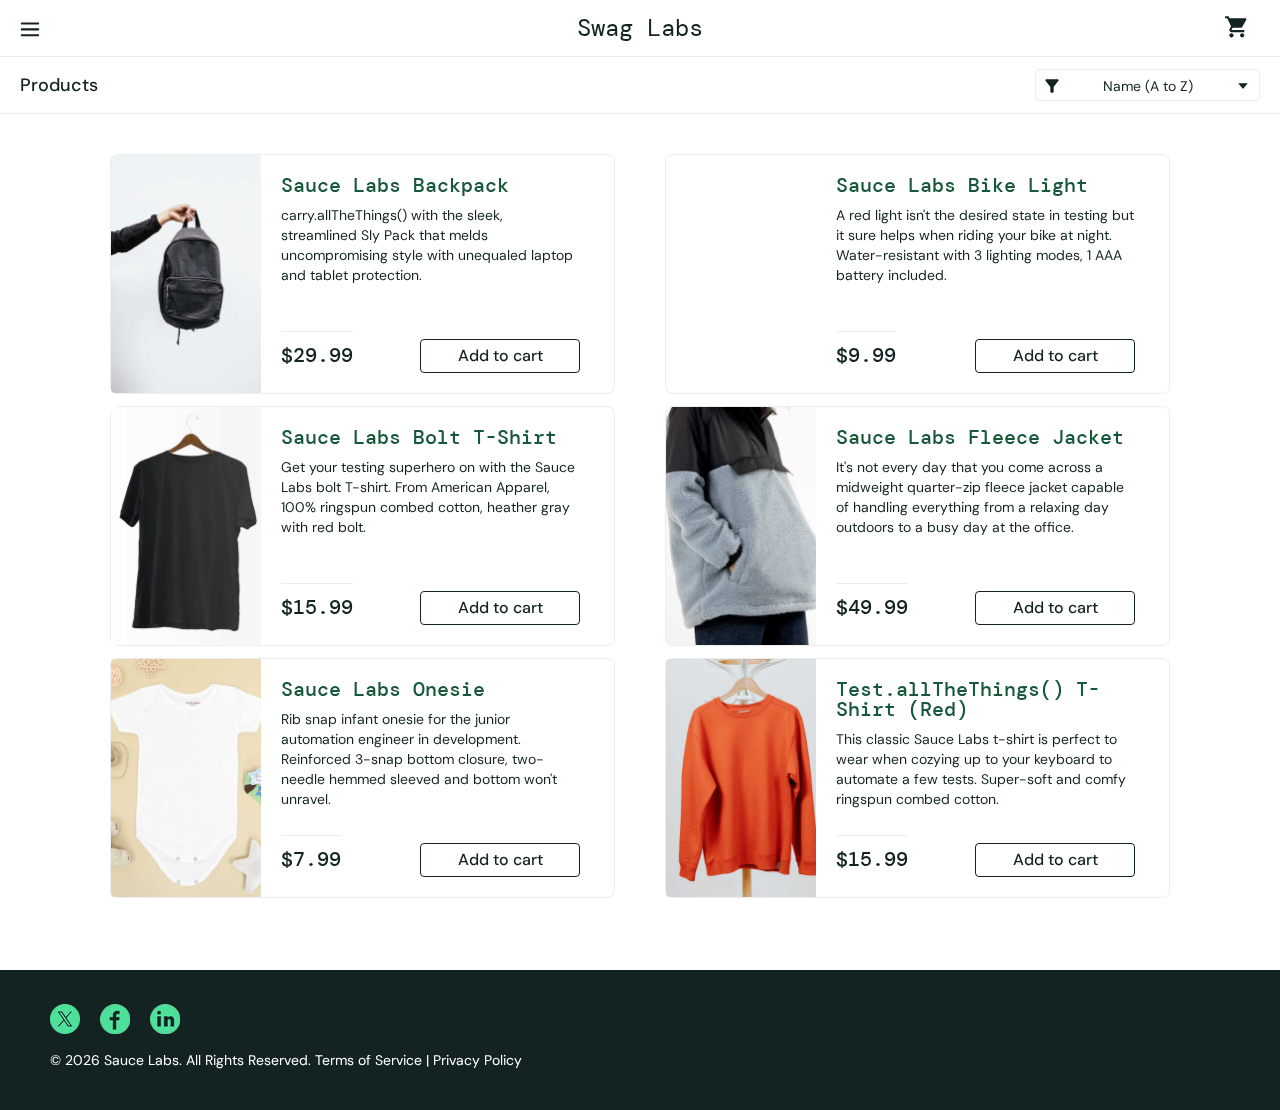 Swag Labs
Products
Name (A to Z)
Sauce Labs Backpack
carry.allTheThings() with the sleek,
streamlined Sly Pack that melds
uncompromising style with unequaled laptop
and tablet protection.
$29.99
Add to cart
Sauce Labs Bike Light
A red light isn't the desired state in testing but
it sure helps when riding your bike at night.
Water-resistant with 3 lighting modes, 1 AAA
battery included.
$9.99
Add to cart
Sauce Labs Bolt T-Shirt
Get your testing superhero on with the Sauce
Labs bolt T-shirt. From American Apparel,
100% ringspun combed cotton, heather gray
with red bolt.
$15.99
Add to cart
Sauce Labs Fleece Jacket
It's not every day that you come across a
midweight quarter-zip fleece jacket capable
of handling everything from a relaxing day
outdoors to a busy day at the office.
$49.99
Add to cart
Sauce Labs Onesie
Rib snap infant onesie for the junior
automation engineer in development.
Reinforced 3-snap bottom closure, two-
needle hemmed sleeved and bottom won't
unravel.
$7.99
Add to cart
Test.allTheThings() T-
Shirt (Red)
This classic Sauce Labs t-shirt is perfect to
wear when cozying up to your keyboard to
automate a few tests. Super-soft and comfy
ringspun combed cotton.
$15.99
Add to cart
© 2026 Sauce Labs. All Rights Reserved. Terms of Service | Privacy Policy